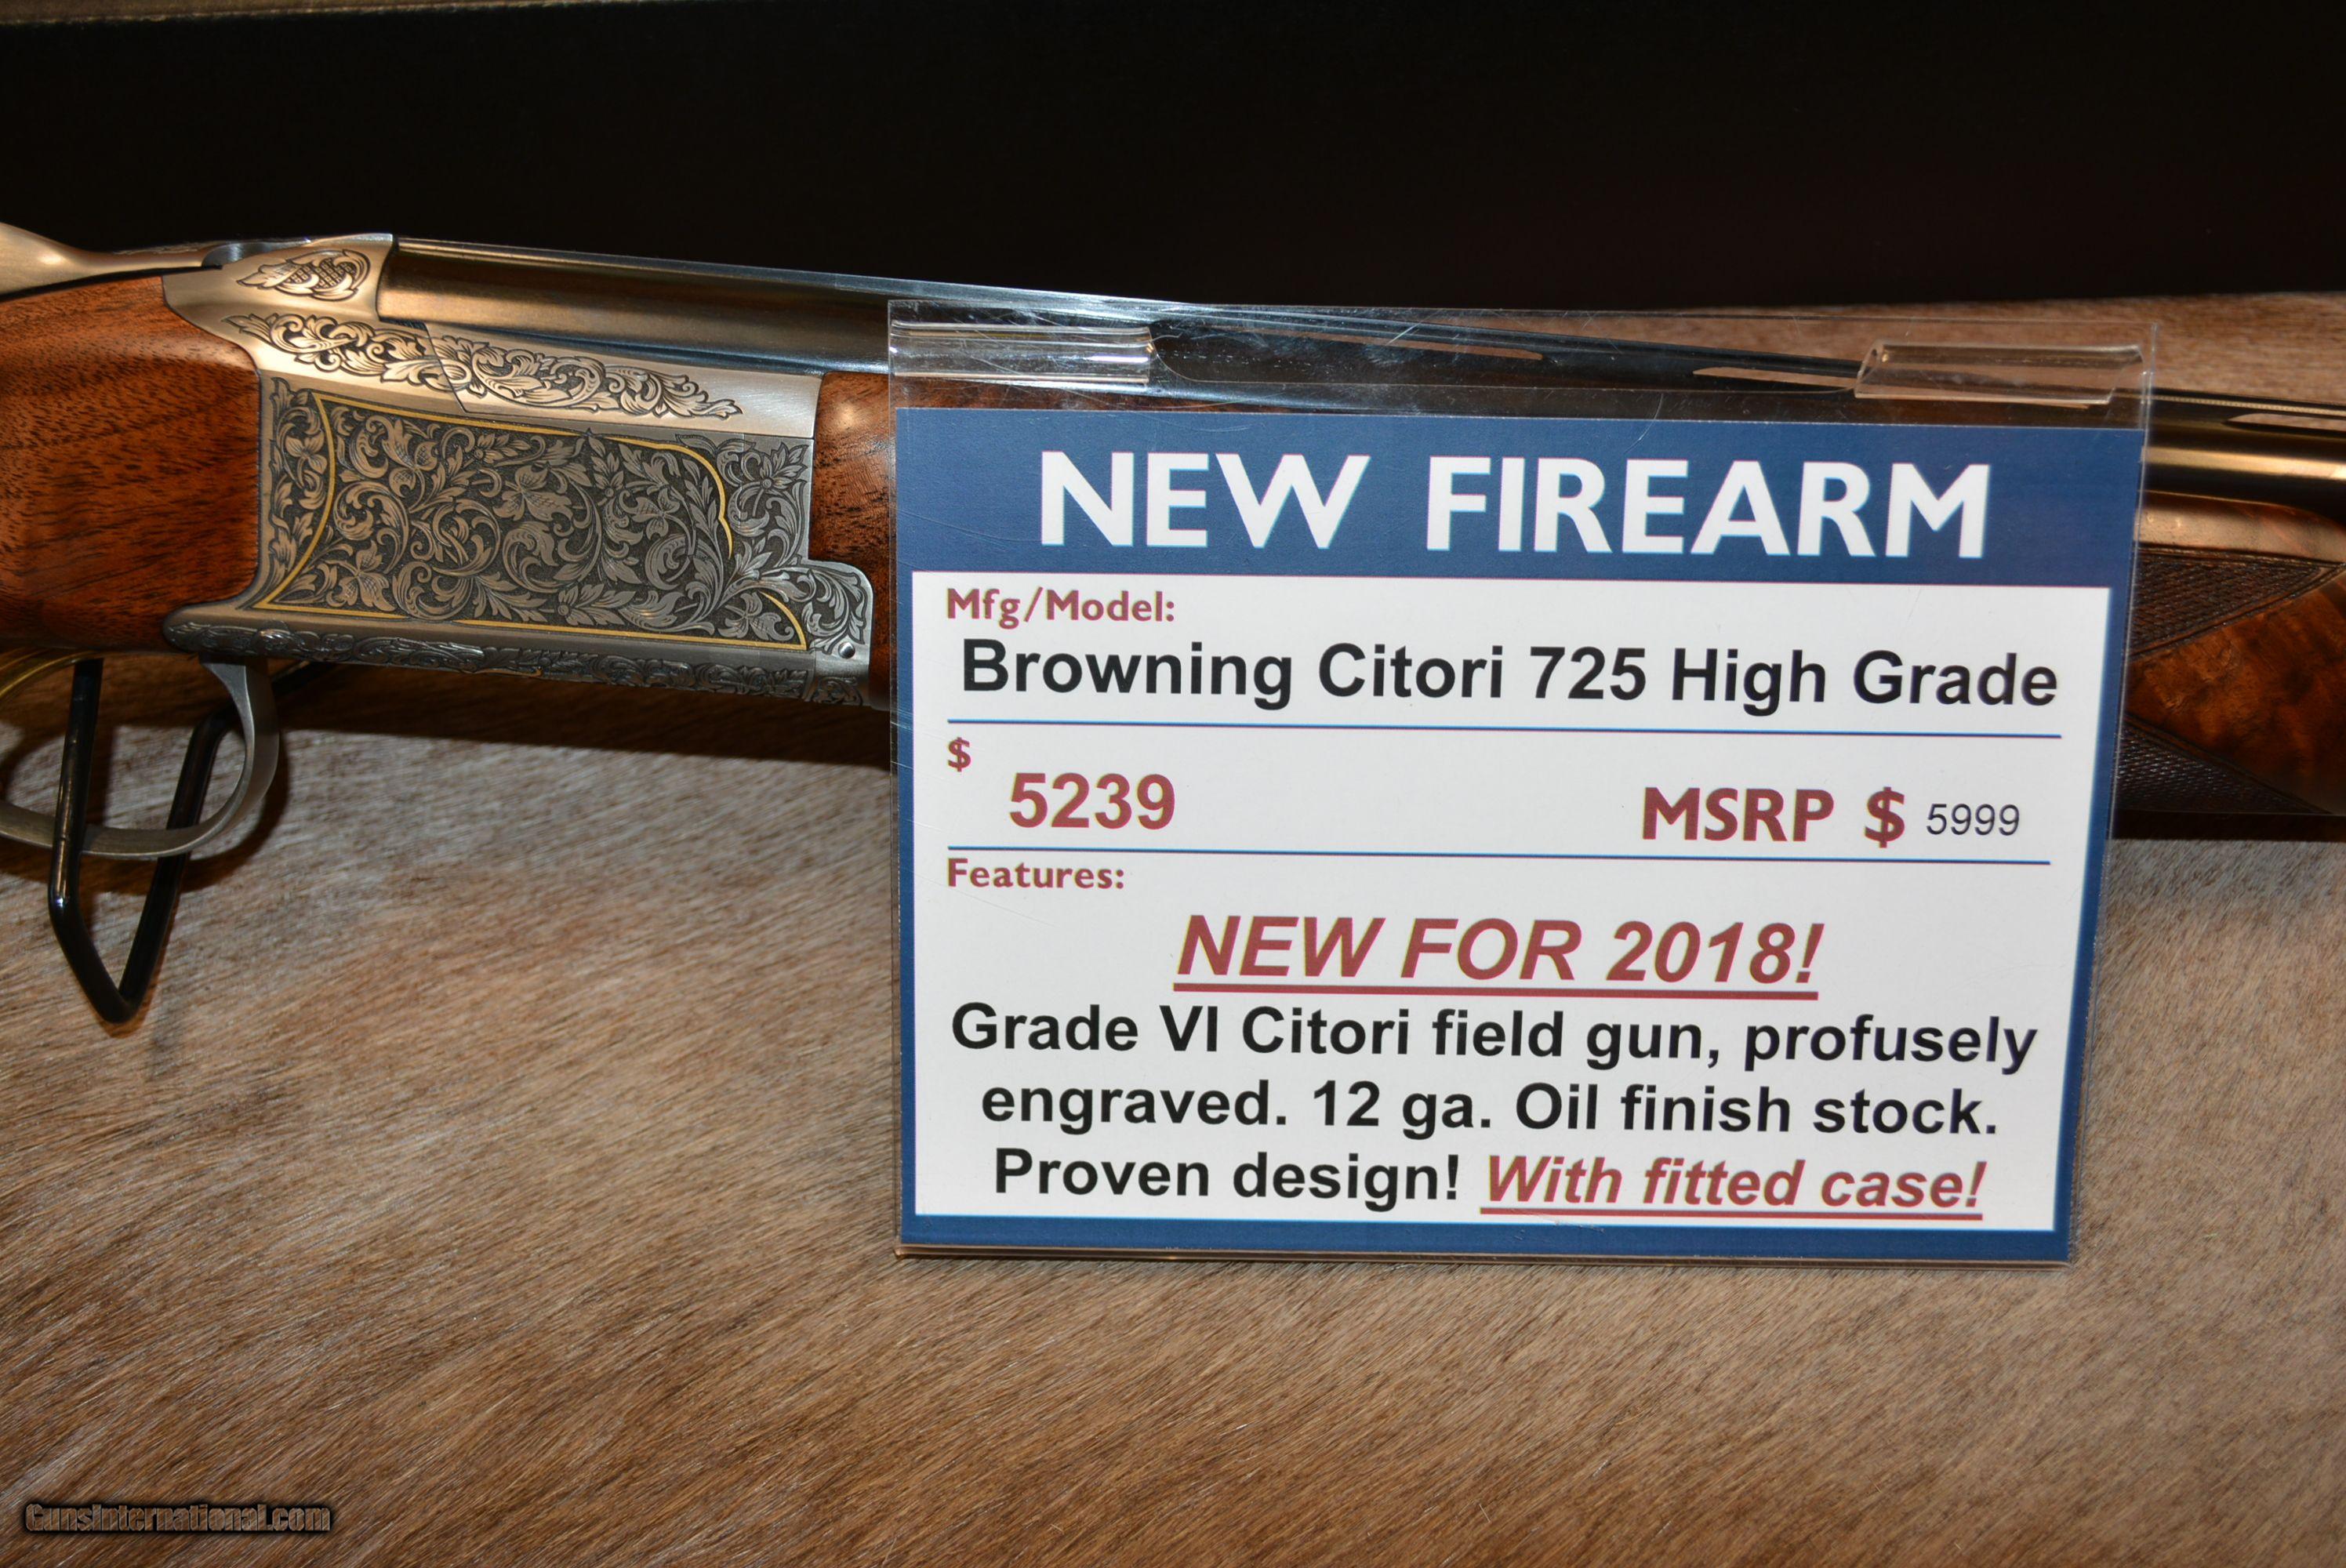 NEW FIREARM
Mfg/Model:
Browning Citori 725 High Grade
$ 5239 MSRP $ 5999
Features:
NEW FOR 2018!
Grade VI Citori field gun, profusely
engraved. 12 ga. Oil finish stock.
Proven design! With fitted case!
GunsInternational.com